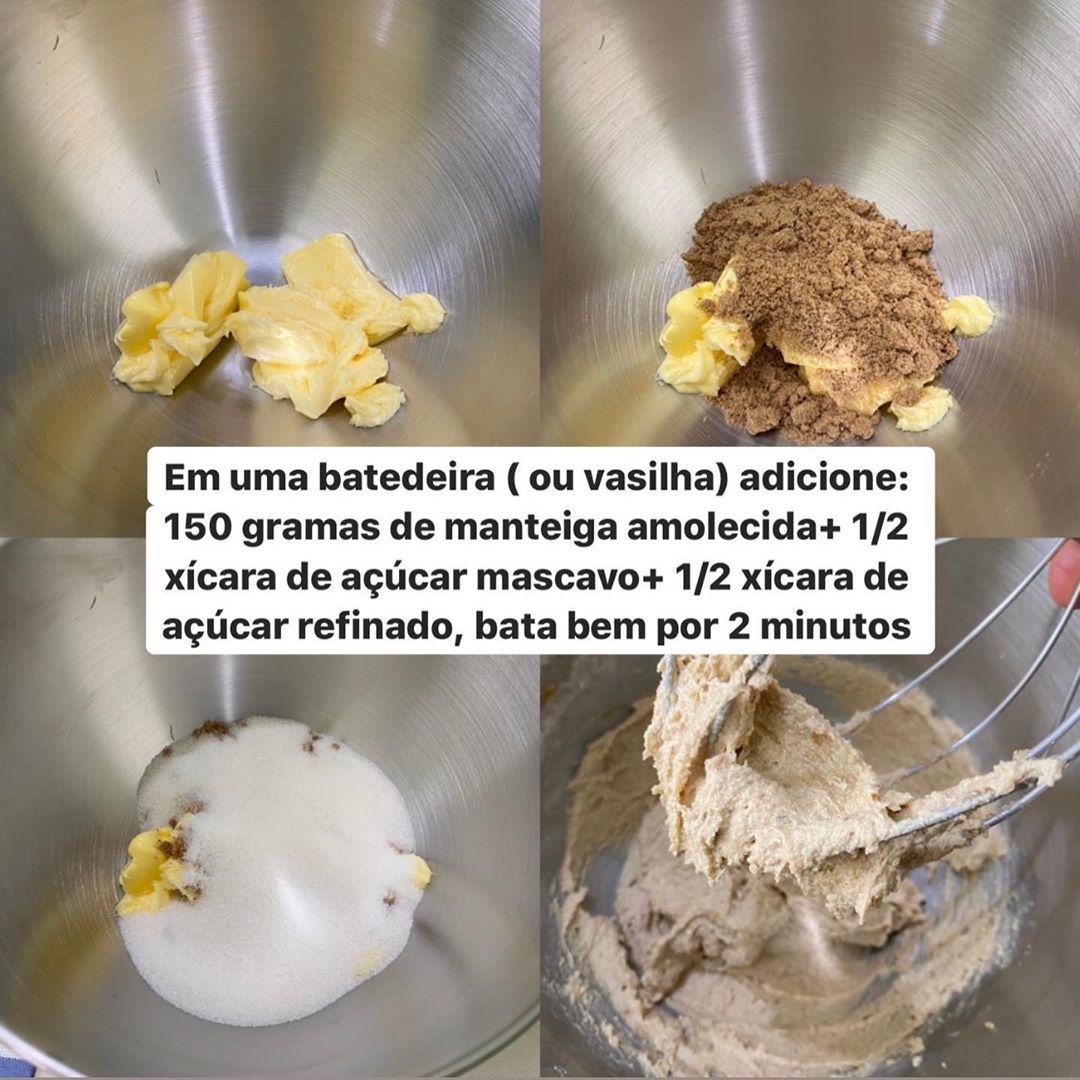 Em uma batedeira ( ou vasilha) adicione:
150 gramas de manteiga amolecida+ 1/2
xícara de açúcar mascavo+ 1/2 xícara de
açúcar refinado, bata bem por 2 minutos